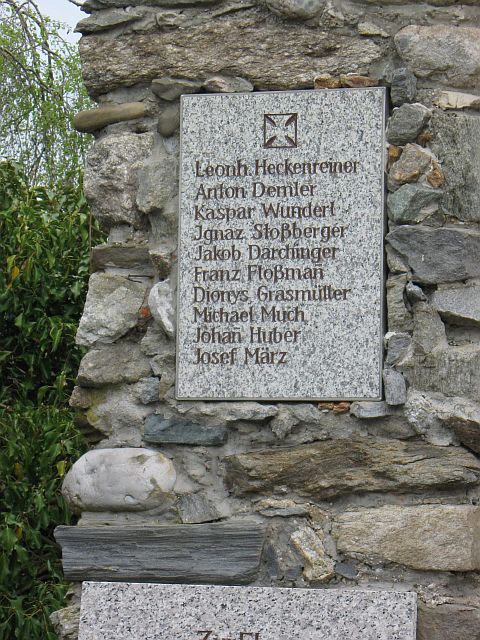 Leonh. Heckenreiner
Anton Demler
Kaspar Wunderl
Jgnaz Stoßberger
Jakob Darchinger
Franz Floßman
Dionys Grasmüller
Michael Much
Johan Huber
Josef März